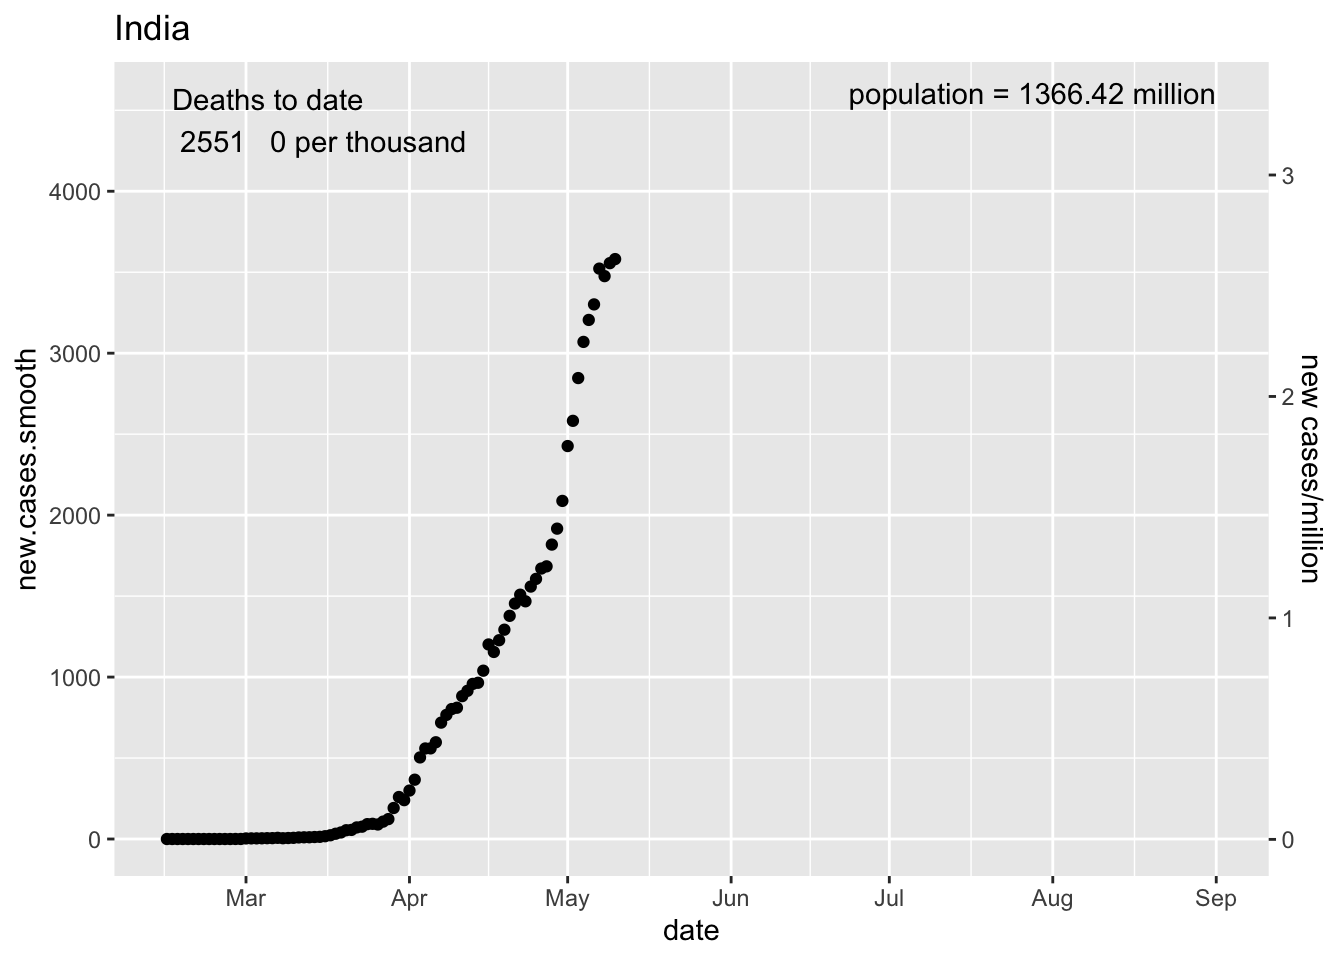 India
Deaths to date
2551 0 per thousand
population = 1366.42 million
new.cases.smooth
4000
3000
2000
1000
0
3
2
1
0
new cases/million
Mar Apr May Jun Jul Aug Sep
date